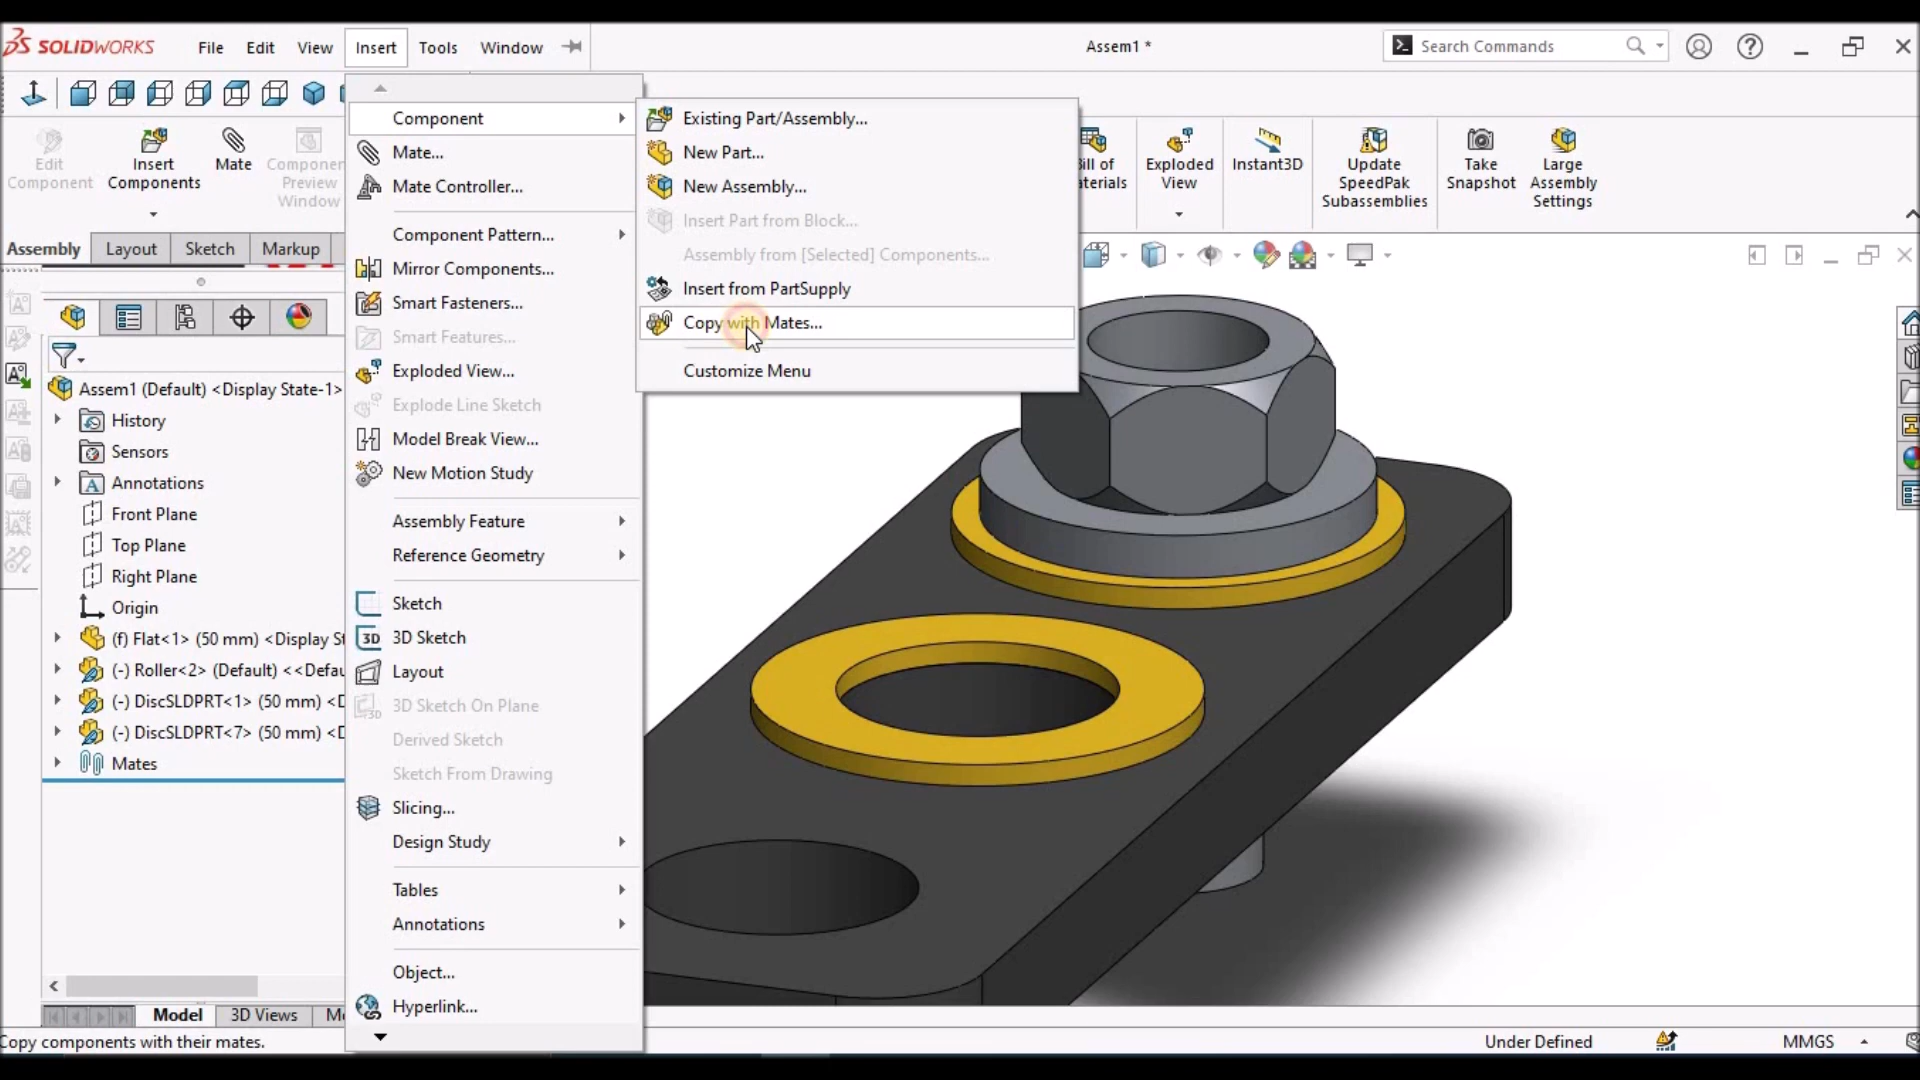 SOLIDWORKS
File Edit View Insert Tools Window
Assem1 *
Search Commands
Edit Component
Insert Components
Mate
Component Preview Window
Bill of Materials
Exploded View
Instant3D
Update SpeedPak Subassemblies
Take Snapshot
Large Assembly Settings
Assembly Layout Sketch Markup
Assem1 (Default) <Display State-1>
History
Sensors
Annotations
Front Plane
Top Plane
Right Plane
Origin
(f) Flat<1> (50 mm) <Display St
(-) Roller<2> (Default) <<Defau
(-) DiscSLDPRT<1> (50 mm) <D
(-) DiscSLDPRT<7> (50 mm) <D
Mates
Component
Mate...
Mate Controller...
Component Pattern...
Mirror Components...
Smart Fasteners...
Smart Features...
Exploded View...
Explode Line Sketch
Model Break View...
New Motion Study
Assembly Feature
Reference Geometry
Sketch
3D 3D Sketch
Layout
3D Sketch On Plane
Derived Sketch
Sketch From Drawing
Slicing...
Design Study
Tables
Annotations
Object...
Hyperlink...
Existing Part/Assembly...
New Part...
New Assembly...
Insert Part from Block...
Assembly from [Selected] Components...
Insert from PartSupply
Copy with Mates...
Customize Menu
Model 3D Views
Copy components with their mates.
Under Defined
MMGS